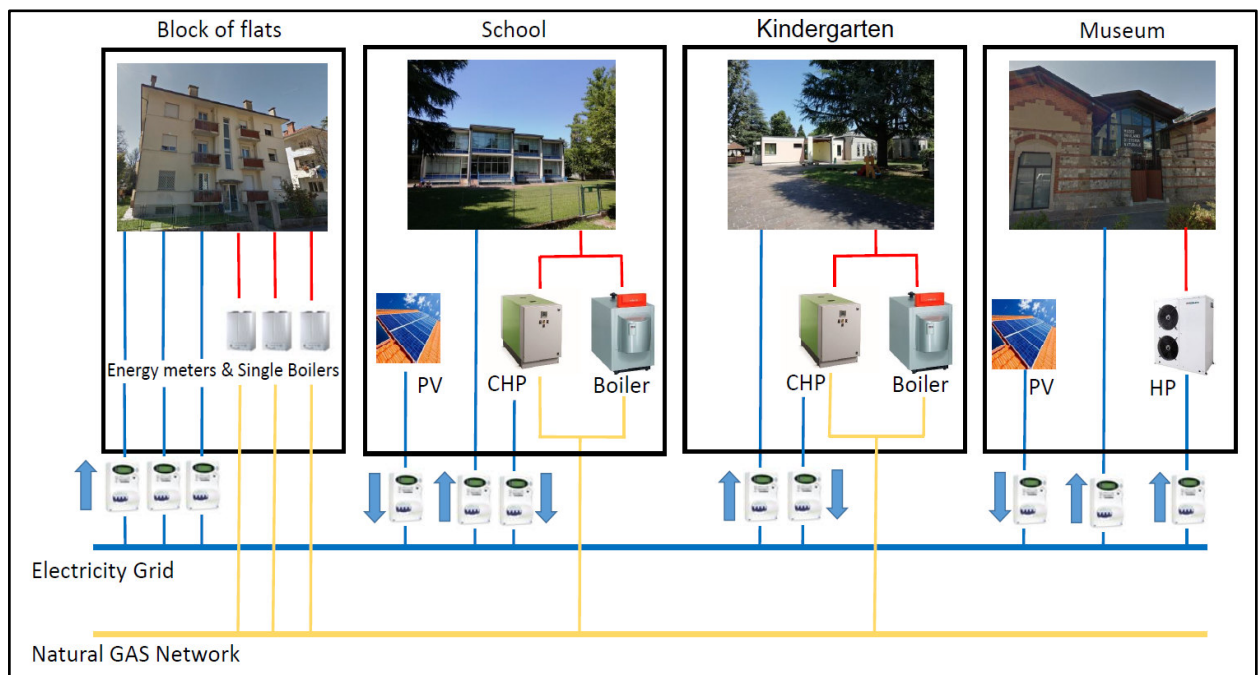 Block of flats
School
Kindergarten
Museum
Energy meters & Single Boilers
PV
CHP
Boiler
CHP
Boiler
PV
HP
Electricity Grid
Natural GAS Network